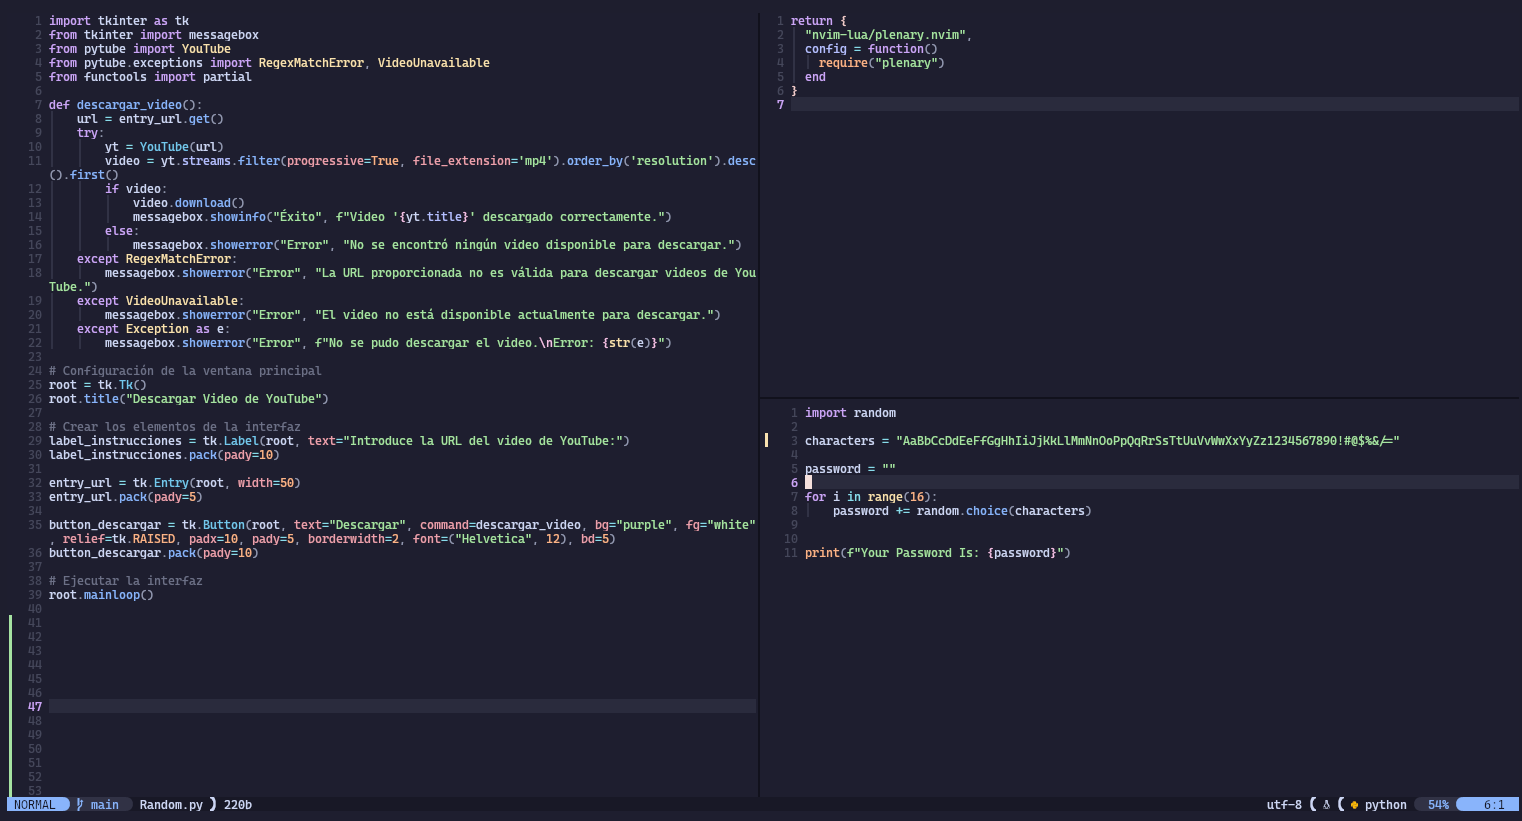 1 import tkinter as tk
2 from tkinter import messagebox
3 from pytube import YouTube
4 from pytube.exceptions import RegexMatchError, VideoUnavailable
5 from functools import partial
6
7 def descargar_video():
8     url = entry_url.get()
9     try:
10         yt = YouTube(url)
11         video = yt.streams.filter(progressive=True, file_extension='mp4').order_by('resolution').desc
().first()
12         if video:
13             video.download()
14             messagebox.showinfo("Éxito", f"Video '{yt.title}' descargado correctamente.")
15         else:
16             messagebox.showerror("Error", "No se encontró ningún video disponible para descargar.")
17     except RegexMatchError:
18         messagebox.showerror("Error", "La URL proporcionada no es válida para descargar videos de You
Tube.")
19     except VideoUnavailable:
20         messagebox.showerror("Error", "El video no está disponible actualmente para descargar.")
21     except Exception as e:
22         messagebox.showerror("Error", f"No se pudo descargar el video.\nError: {str(e)}")
23
24 # Configuración de la ventana principal
25 root = tk.Tk()
26 root.title("Descargar Video de YouTube")
27
28 # Crear los elementos de la interfaz
29 label_instrucciones = tk.Label(root, text="Introduce la URL del video de YouTube:")
30 label_instrucciones.pack(pady=10)
31
32 entry_url = tk.Entry(root, width=50)
33 entry_url.pack(pady=5)
34
35 button_descargar = tk.Button(root, text="Descargar", command=descargar_video, bg="purple", fg="white"
, relief=tk.RAISED, padx=10, pady=5, borderwidth=2, font=("Helvetica", 12), bd=5)
36 button_descargar.pack(pady=10)
37
38 # Ejecutar la interfaz
39 root.mainloop()
40
41
42
43
44
45
46
47
48
49
50
51
52
53
1 return {
2   "nvim-lua/plenary.nvim",
3   config = function()
4     require("plenary")
5   end
6 }
7
1 import random
2
3 characters = "AaBbCcDdEeFfGgHhIiJjKkLlMmNnOoPpQqRrSsTtUuVvWwXxYyZz1234567890!#@$%&/=="
4
5 password = ""
6
7 for i in range(16):
8     password += random.choice(characters)
9
10
11 print(f"Your Password Is: {password}")
NORMAL main Random.py 220b utf-8 python 54% 6:1